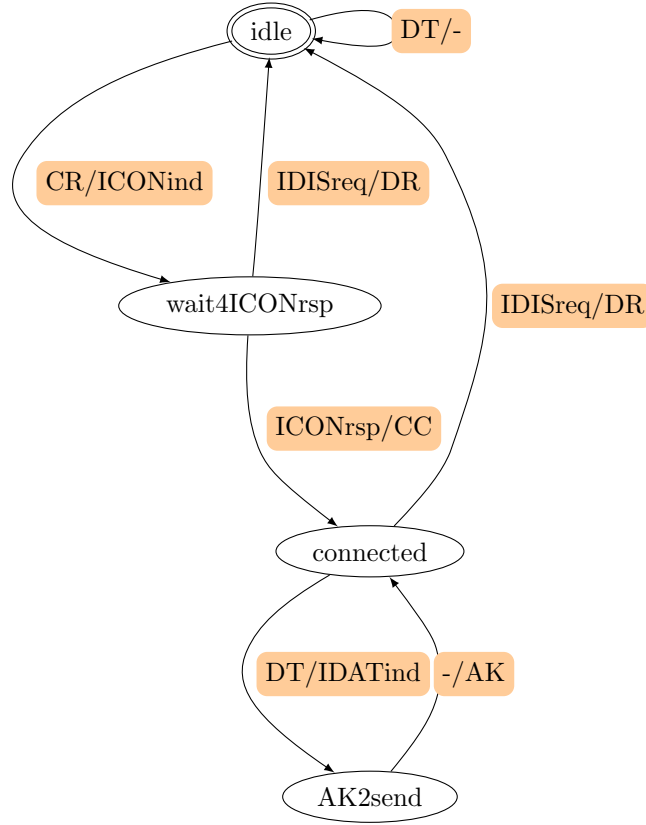 idle
DT/-
CR/ICONind
IDISreq/DR
wait4ICONrsp
IDISreq/DR
ICONrsp/CC
connected
DT/IDATind
-/AK
AK2send